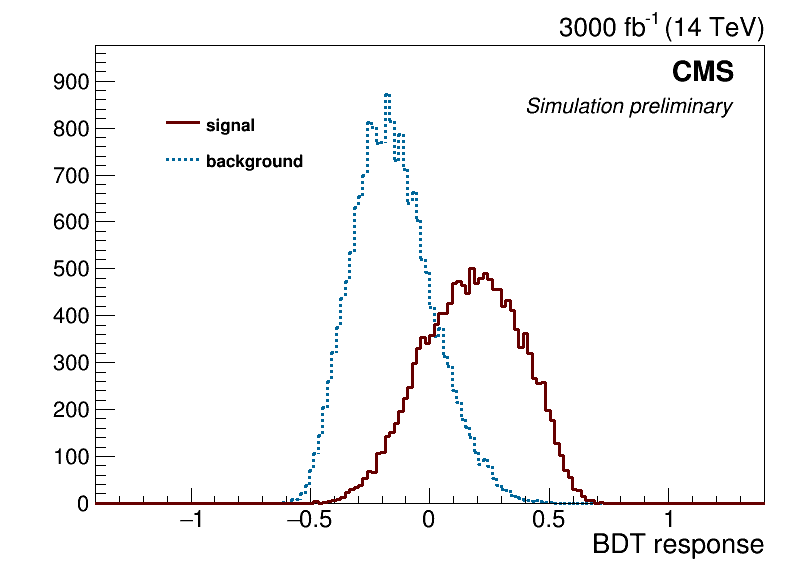 3000 fb⁻¹ (14 TeV)
CMS
Simulation preliminary
signal
background
900
800
700
600
500
400
300
200
100
0
−1 −0.5 0 0.5 1
BDT response